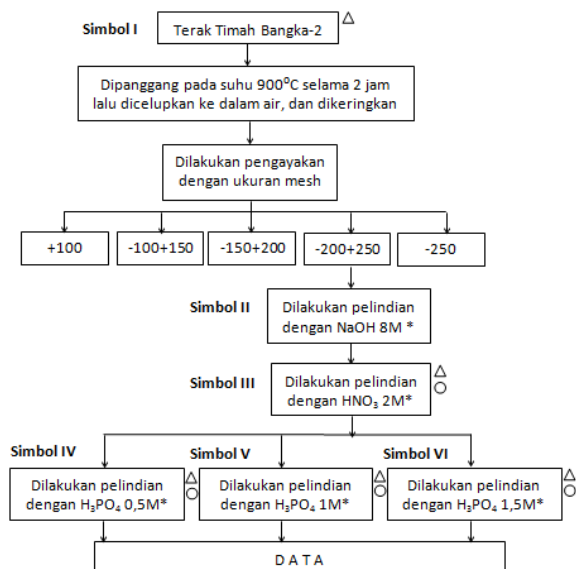 Simbol I
Terak Timah Bangka-2
Dipanggang pada suhu 900⁰C selama 2 jam
lalu dicelupkan ke dalam air, dan dikeringkan
Dilakukan pengayakan
dengan ukuran mesh
+100
-100+150
-150+200
-200+250
-250
Simbol II
Dilakukan pelindian
dengan NaOH 8M *
Simbol III
Dilakukan pelindian
dengan HNO₃ 2M*
Simbol IV
Dilakukan pelindian
dengan H₃PO₄ 0,5M*
Simbol V
Dilakukan pelindian
dengan H₃PO₄ 1M*
Simbol VI
Dilakukan pelindian
dengan H₃PO₄ 1,5M*
D A T A